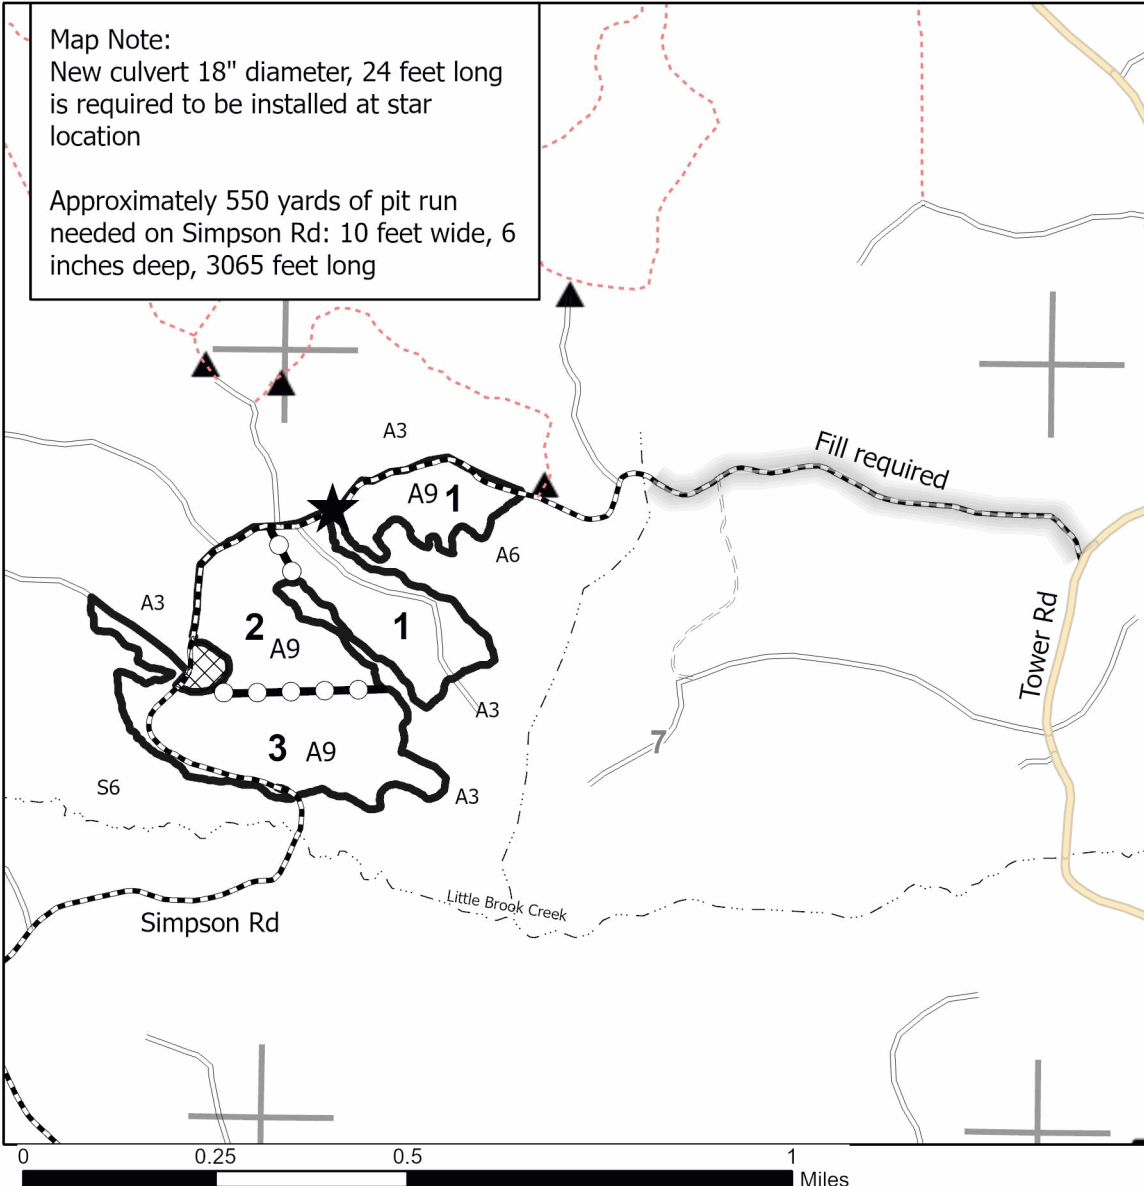 Map Note:
New culvert 18" diameter, 24 feet long
is required to be installed at star
location
Approximately 550 yards of pit run
needed on Simpson Rd: 10 feet wide, 6
inches deep, 3065 feet long
A3
Fill required
A9 1
A6
A3
2 A9
1
Tower Rd
A3
7
3 A9
S6
A3
Little Brook Creek
Simpson Rd
0 0.25 0.5 1
Miles